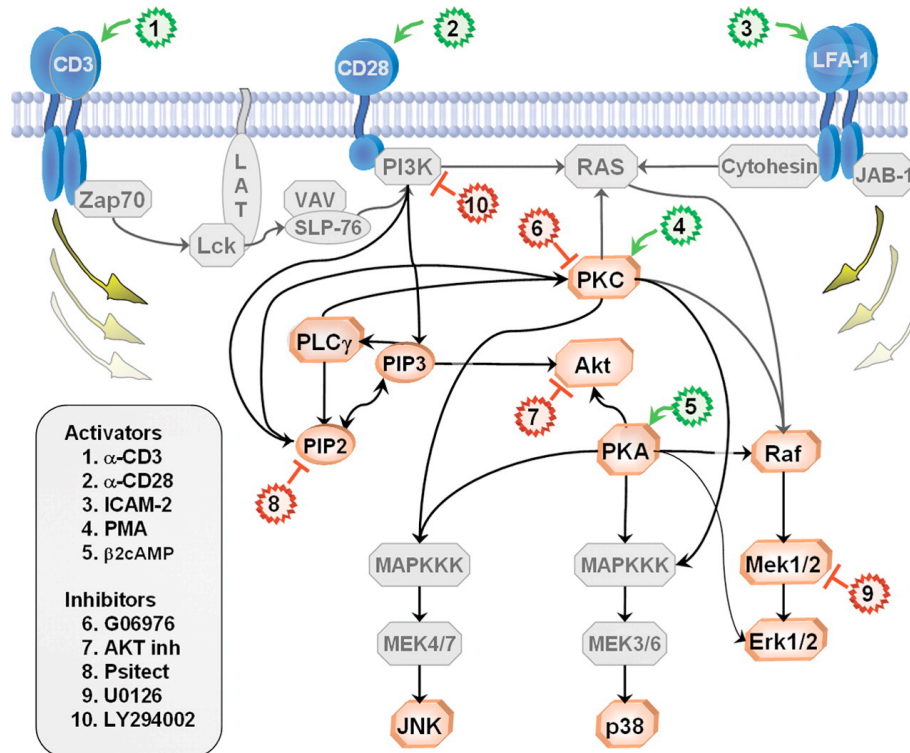 1
2
3
CD3
CD28
LFA-1
LAT
PI3K
RAS
Cytohesin
JAB-1
Zap70
VAV
Lck
SLP-76
10
6
4
PKC
PLCγ
PIP3
Akt
7
5
PIP2
PKA
Raf
8
MAPKKK
MAPKKK
Mek1/2
9
MEK4/7
MEK3/6
Erk1/2
JNK
p38
Activators
1. α-CD3
2. α-CD28
3. ICAM-2
4. PMA
5. β2cAMP
Inhibitors
6. G06976
7. AKT inh
8. Psitect
9. U0126
10. LY294002